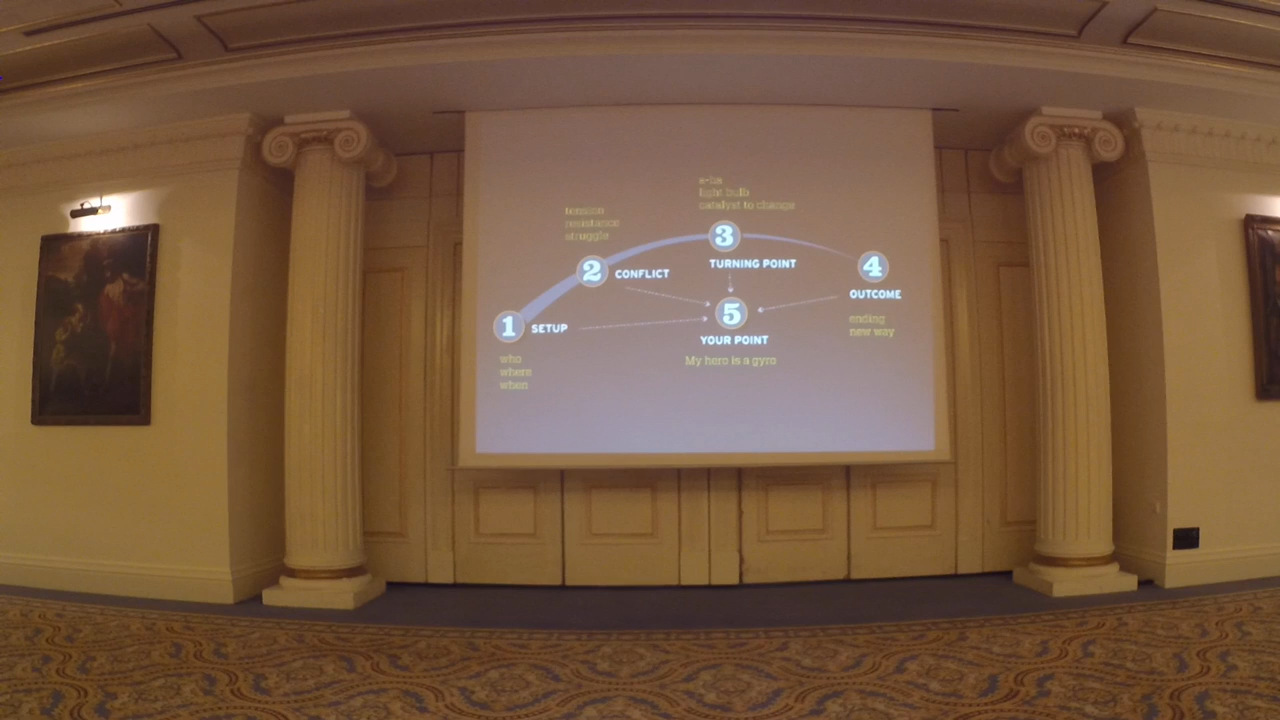 a-ha
light bulb
catalyst to change
tension
resistance
struggle
3
TURNING POINT
2
CONFLICT
4
OUTCOME
ending
new way
1
SETUP
who
where
when
5
YOUR POINT
My hero is a gyro